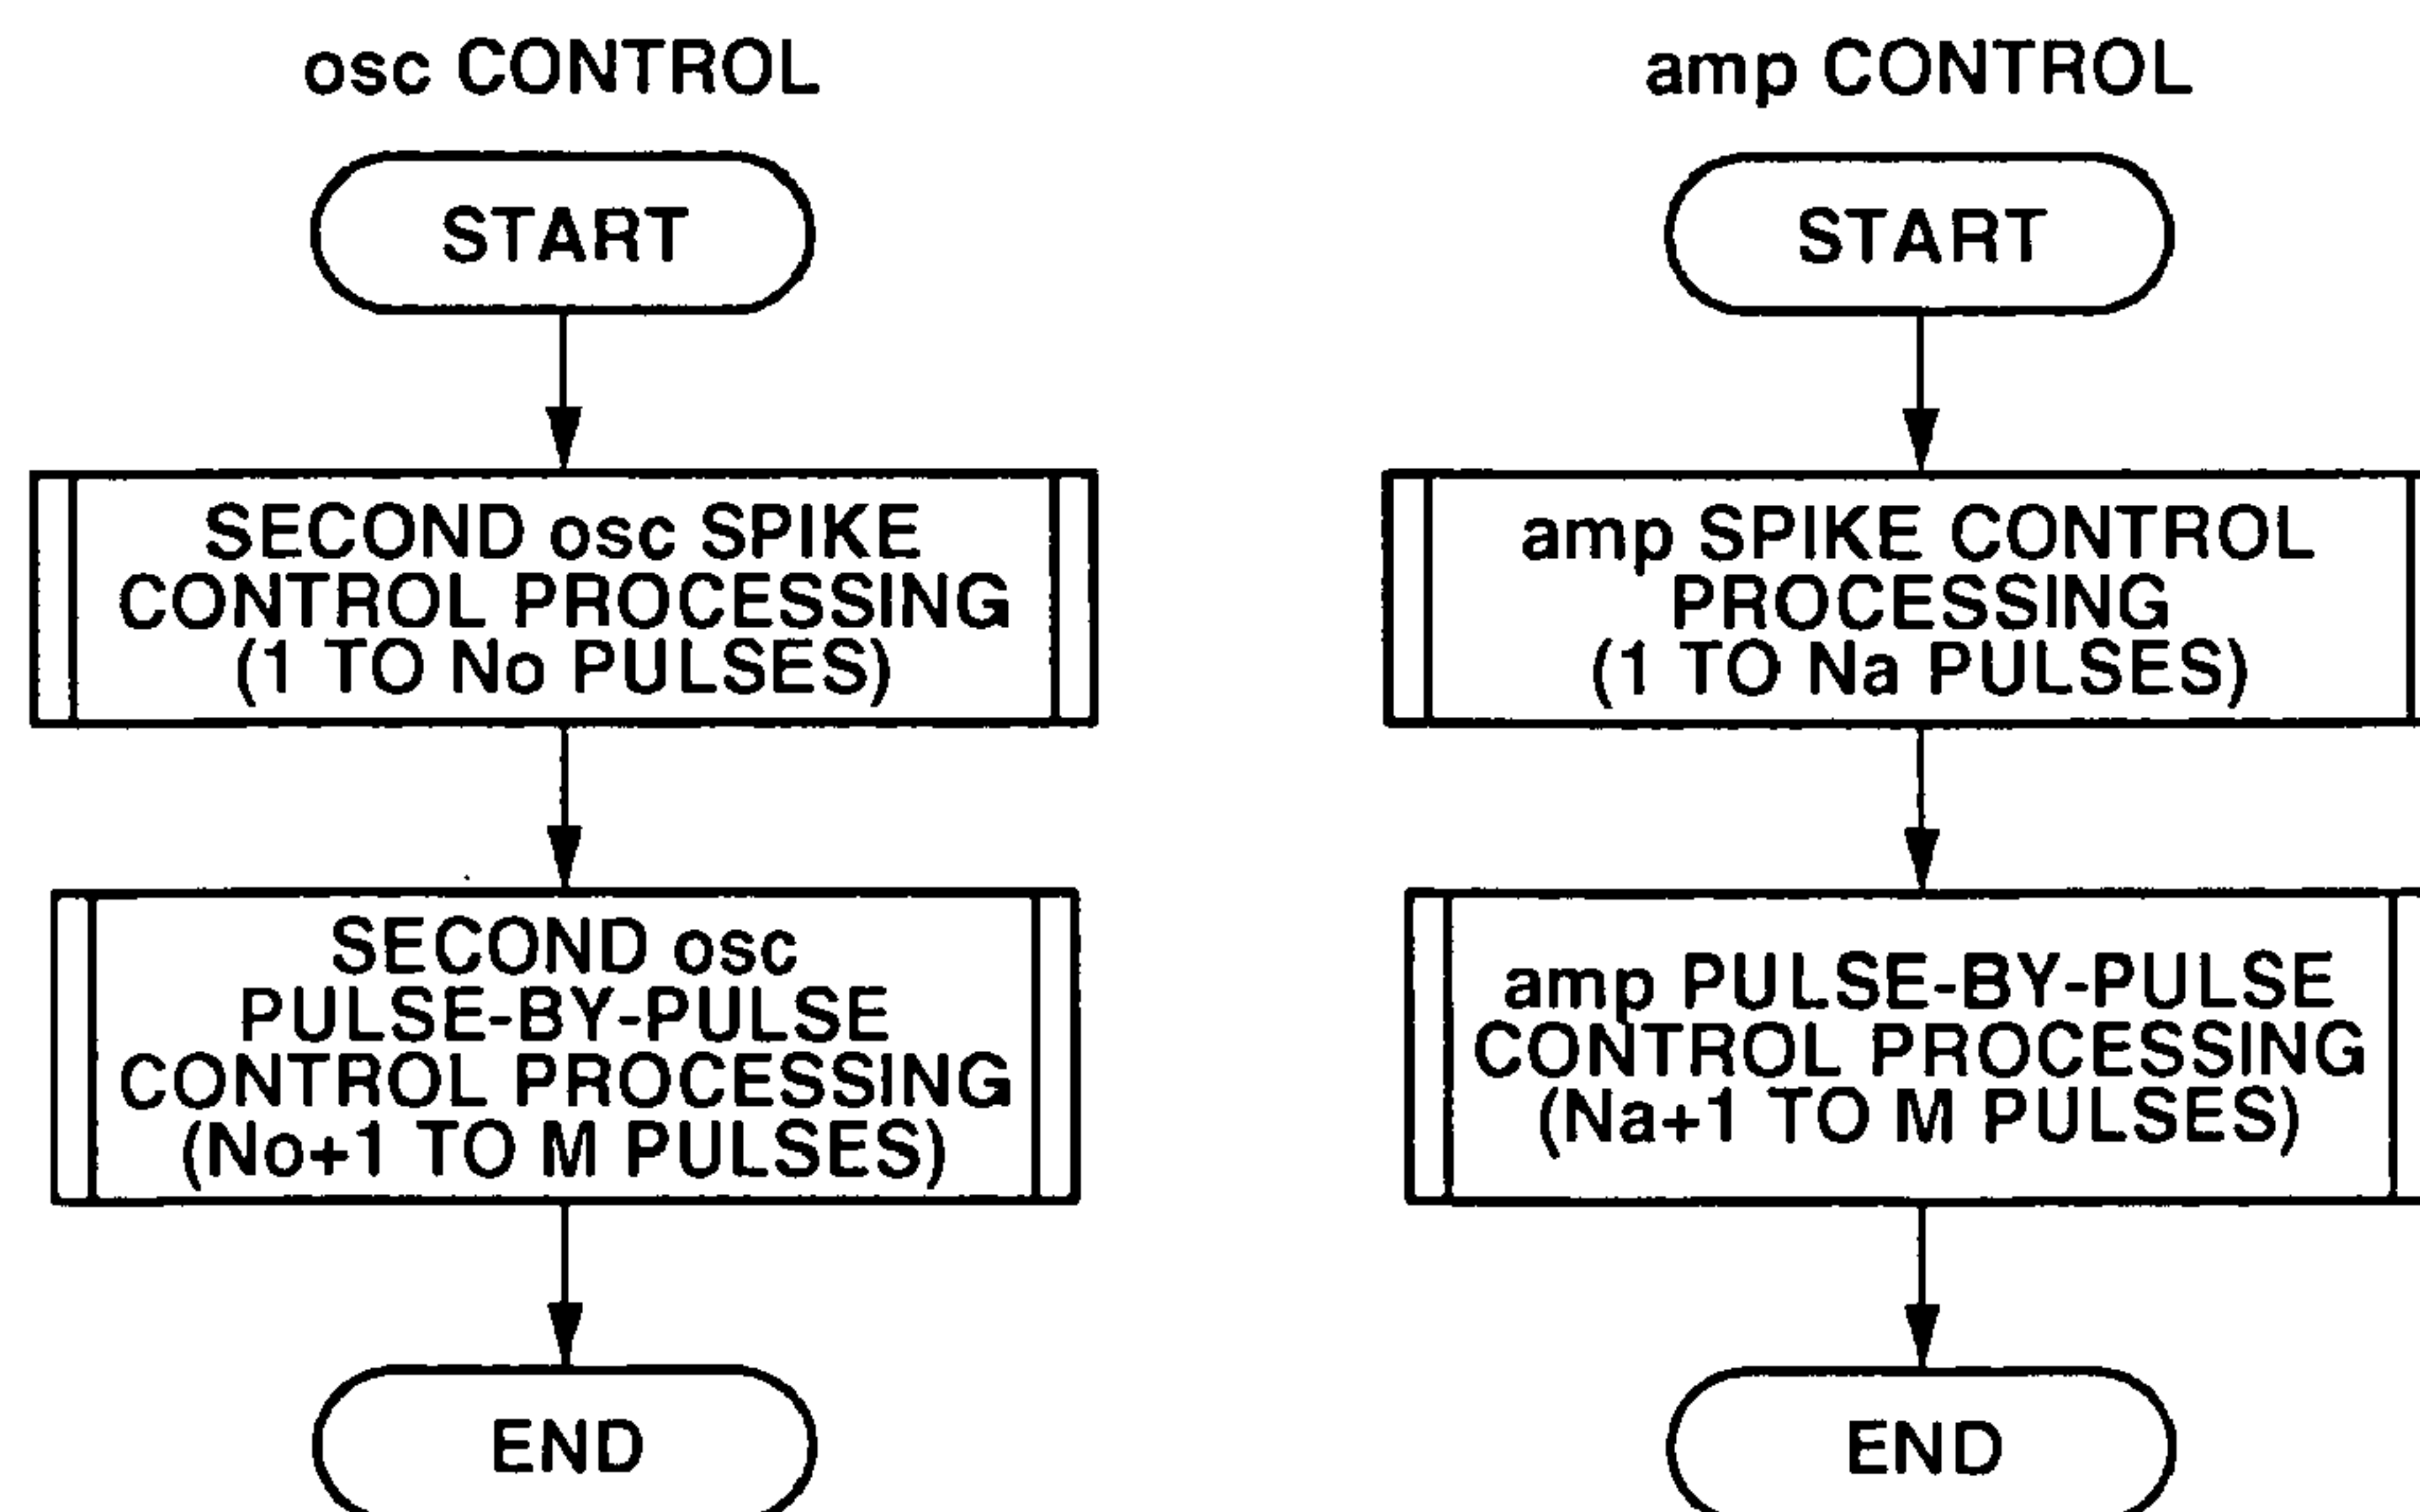 osc CONTROL
START
SECOND osc SPIKE
CONTROL PROCESSING
(1 TO No PULSES)
SECOND osc
PULSE-BY-PULSE
CONTROL PROCESSING
(No+1 TO M PULSES)
END
amp CONTROL
START
amp SPIKE CONTROL
PROCESSING
(1 TO Na PULSES)
amp PULSE-BY-PULSE
CONTROL PROCESSING
(Na+1 TO M PULSES)
END